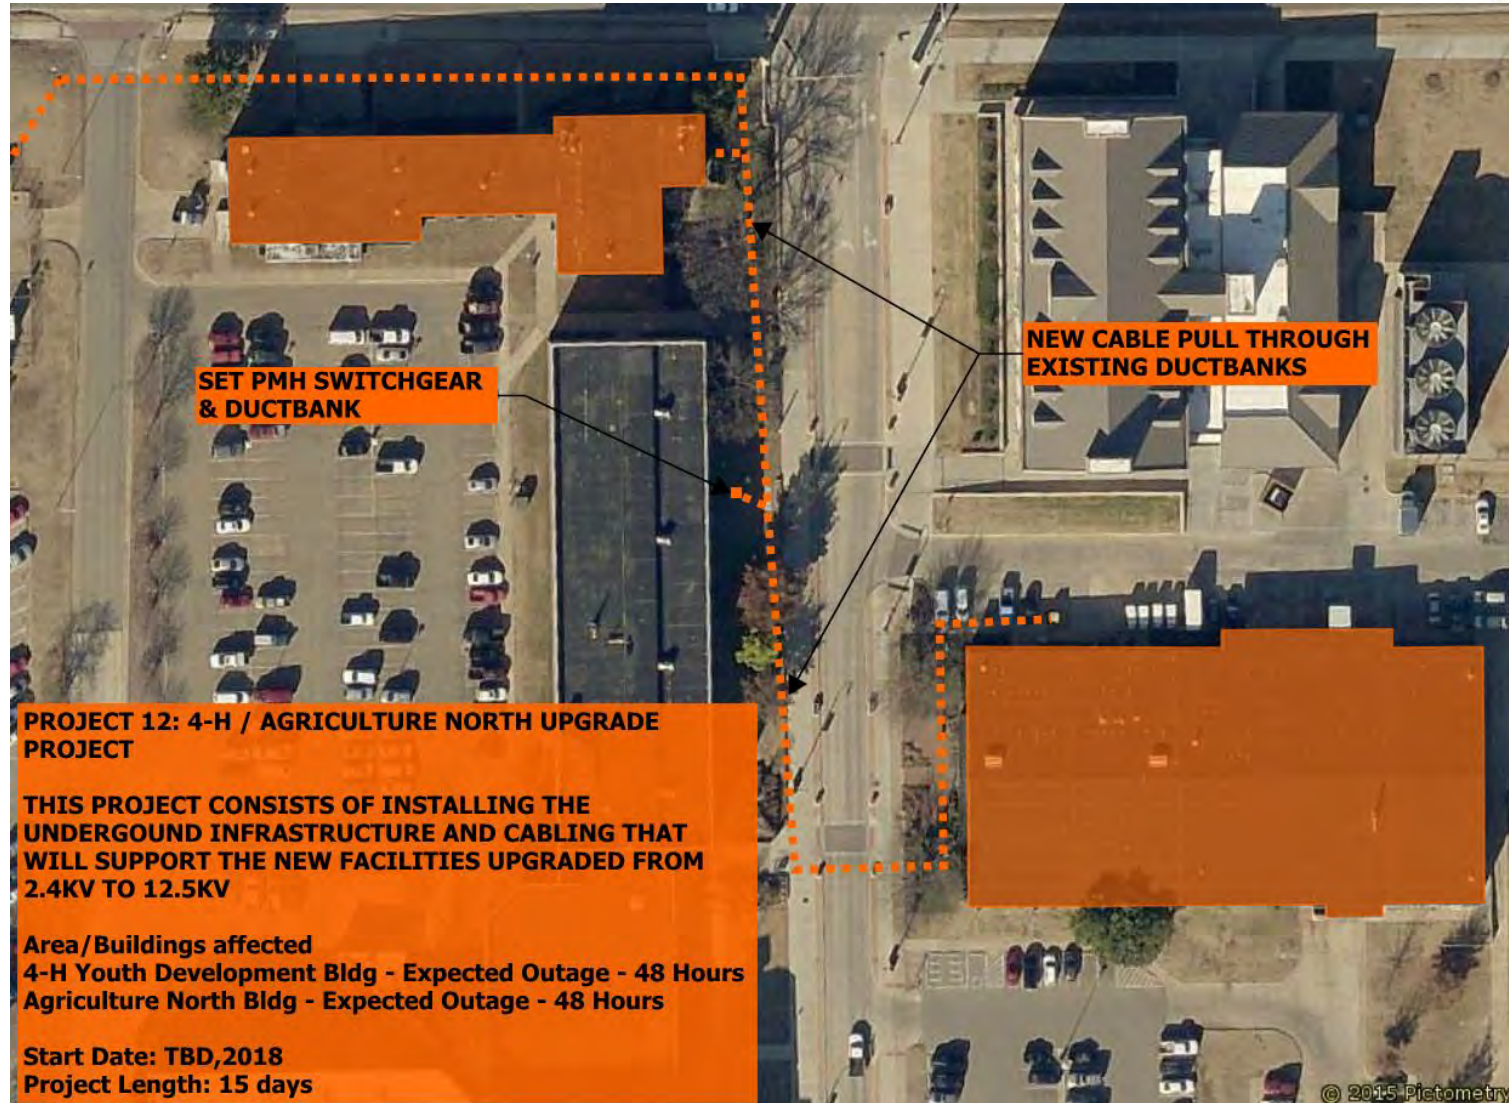 NEW CABLE PULL THROUGH
EXISTING DUCTBANKS
SET PMH SWITCHGEAR
& DUCTBANK
PROJECT 12: 4-H / AGRICULTURE NORTH UPGRADE
PROJECT
THIS PROJECT CONSISTS OF INSTALLING THE
UNDERGOUND INFRASTRUCTURE AND CABLING THAT
WILL SUPPORT THE NEW FACILITIES UPGRADED FROM
2.4KV TO 12.5KV
Area/Buildings affected
4-H Youth Development Bldg - Expected Outage - 48 Hours
Agriculture North Bldg - Expected Outage - 48 Hours
Start Date: TBD,2018
Project Length: 15 days
© 2015 Pictometry